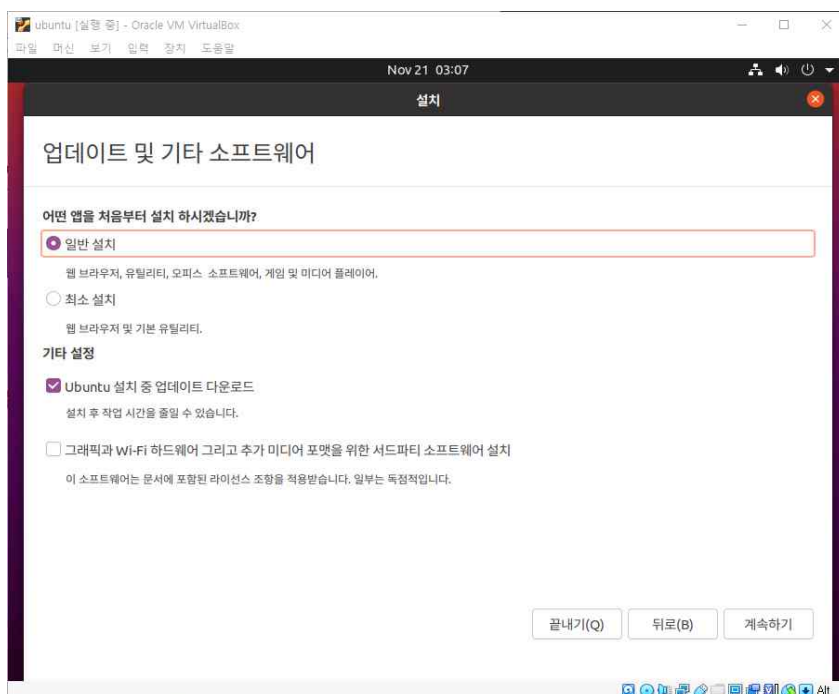 ubuntu [실행 중] - Oracle VM VirtualBox
파일 머신 보기 입력 장치 도움말
Nov 21 03:07
설치
업데이트 및 기타 소프트웨어
어떤 앱을 처음부터 설치 하시겠습니까?
일반 설치
웹 브라우저, 유틸리티, 오피스 소프트웨어, 게임 및 미디어 플레이어.
최소 설치
웹 브라우저 및 기본 유틸리티.
기타 설정
Ubuntu 설치 중 업데이트 다운로드
설치 후 작업 시간을 줄일 수 있습니다.
그래픽과 Wi-Fi 하드웨어 그리고 추가 미디어 포맷을 위한 서드파티 소프트웨어 설치
이 소프트웨어는 문서에 포함된 라이선스 조항을 적용받습니다. 일부는 독점적입니다.
끝내기(Q) 뒤로(B) 계속하기
Alt